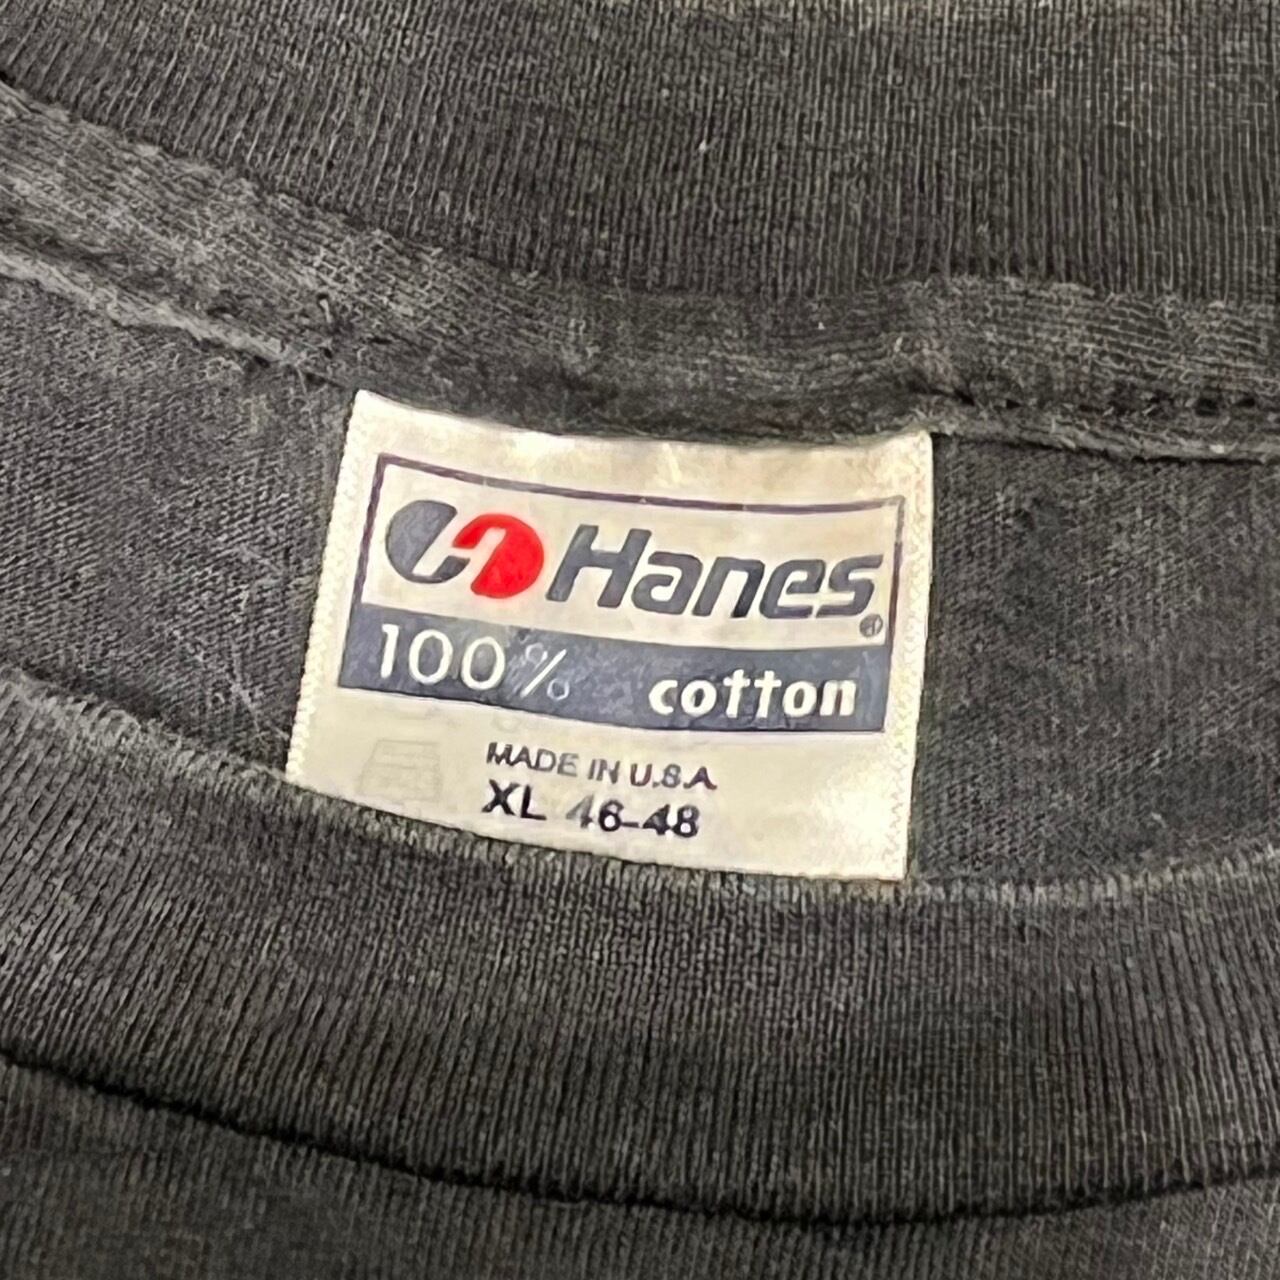 Hanes®
100% cotton
MADE IN U.S.A.
XL 46-48